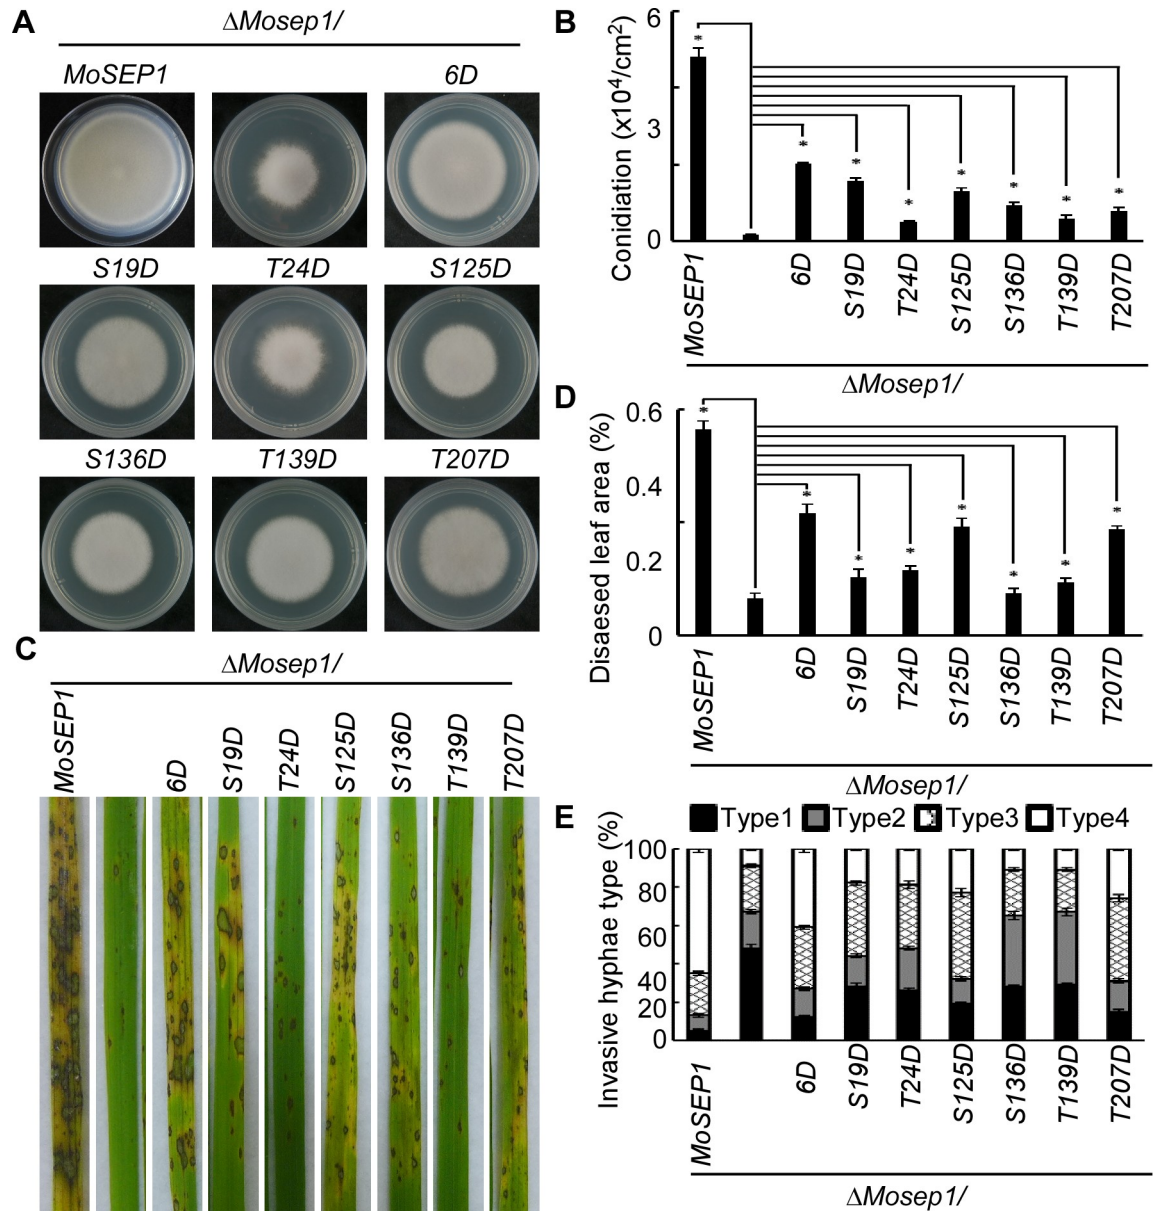 A
ΔMosep1/
MoSEP1
6D
S19D
T24D
S125D
S136D
T139D
T207D
B
Conidiation (x10⁴/cm²)
6
3
0
* * * * * * * *
MoSEP1
6D
S19D
T24D
S125D
S136D
T139D
T207D
ΔMosep1/
C
ΔMosep1/
MoSEP1
6D
S19D
T24D
S125D
S136D
T139D
T207D
D
Disaesed leaf area (%)
0.6
0.4
0.2
0
* * * * * * * *
MoSEP1
6D
S19D
T24D
S125D
S136D
T139D
T207D
ΔMosep1/
E
Type1 Type2 Type3 Type4
Invasive hyphae type (%)
100
80
60
40
20
0
MoSEP1
6D
S19D
T24D
S125D
S136D
T139D
T207D
ΔMosep1/